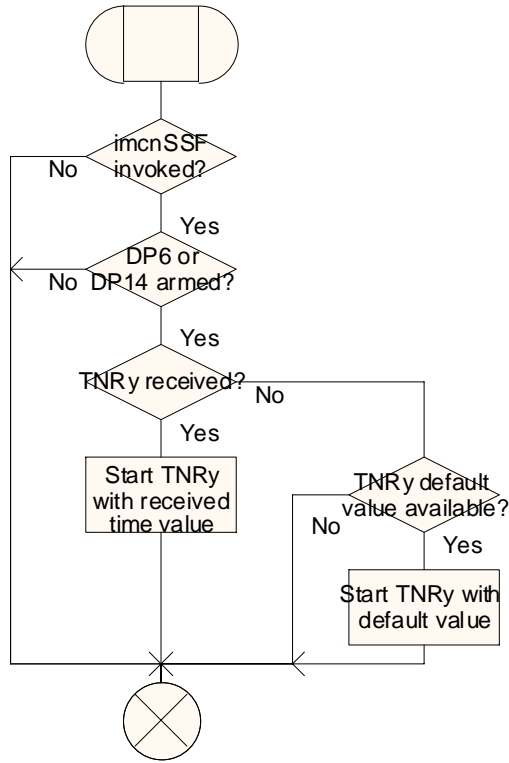 imcnSSF
invoked?
No
Yes
DP6 or
DP14 armed?
No
Yes
TNRy received?
No
Yes
Start TNRy
with received
time value
TNRy default
value available?
No
Yes
Start TNRy with
default value